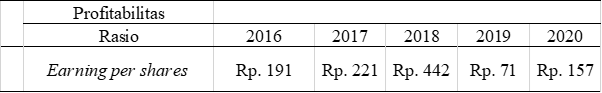 Profitabilitas
Rasio 2016 2017 2018 2019 2020
Earning per shares Rp. 191 Rp. 221 Rp. 442 Rp. 71 Rp. 157